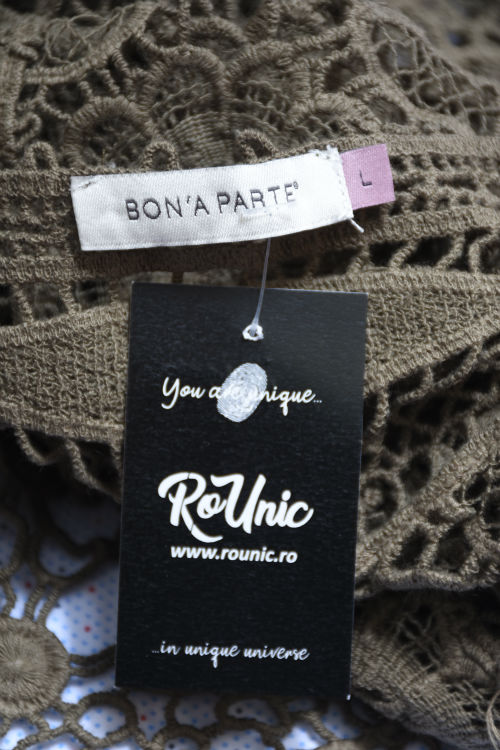 BON'A PARTE®
L
You are unique...
RoUnic
www.rounic.ro
...in unique universe